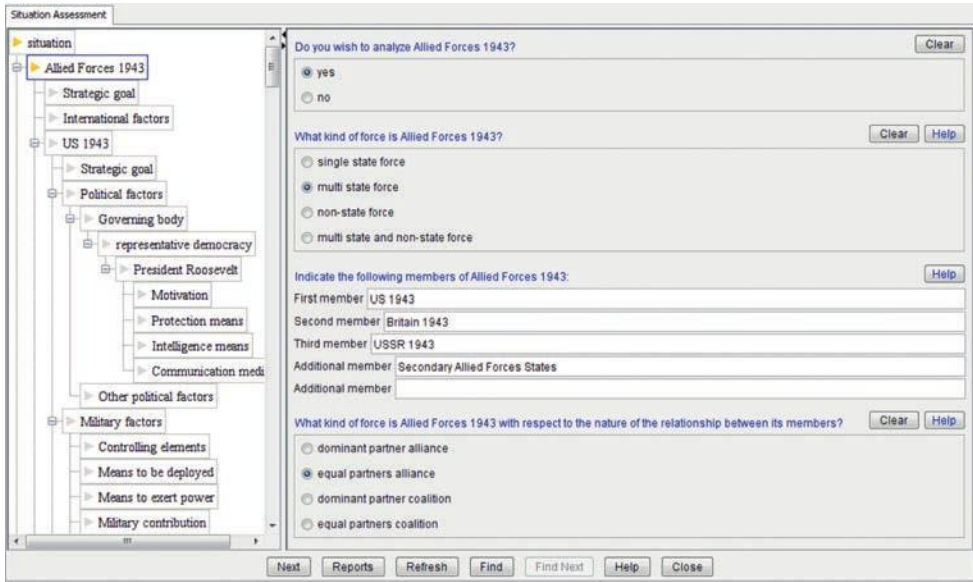 Situation Assessment
situation
Allied Forces 1943
Strategic goal
International factors
US 1943
Strategic goal
Political factors
Governing body
representative democracy
President Roosevelt
Motivation
Protection means
Intelligence means
Communication medi
Other political factors
Military factors
Controlling elements
Means to be deployed
Means to exert power
Military contribution
Do you wish to analyze Allied Forces 1943? Clear
yes
no
What kind of force is Allied Forces 1943? Clear Help
single state force
multi state force
non-state force
multi state and non-state force
Indicate the following members of Allied Forces 1943: Help
First member US 1943
Second member Britain 1943
Third member USSR 1943
Additional member Secondary Allied Forces States
Additional member
What kind of force is Allied Forces 1943 with respect to the nature of the relationship between its members? Clear Help
dominant partner alliance
equal partners alliance
dominant partner coalition
equal partners coalition
Next Reports Refresh Find Find Next Help Close